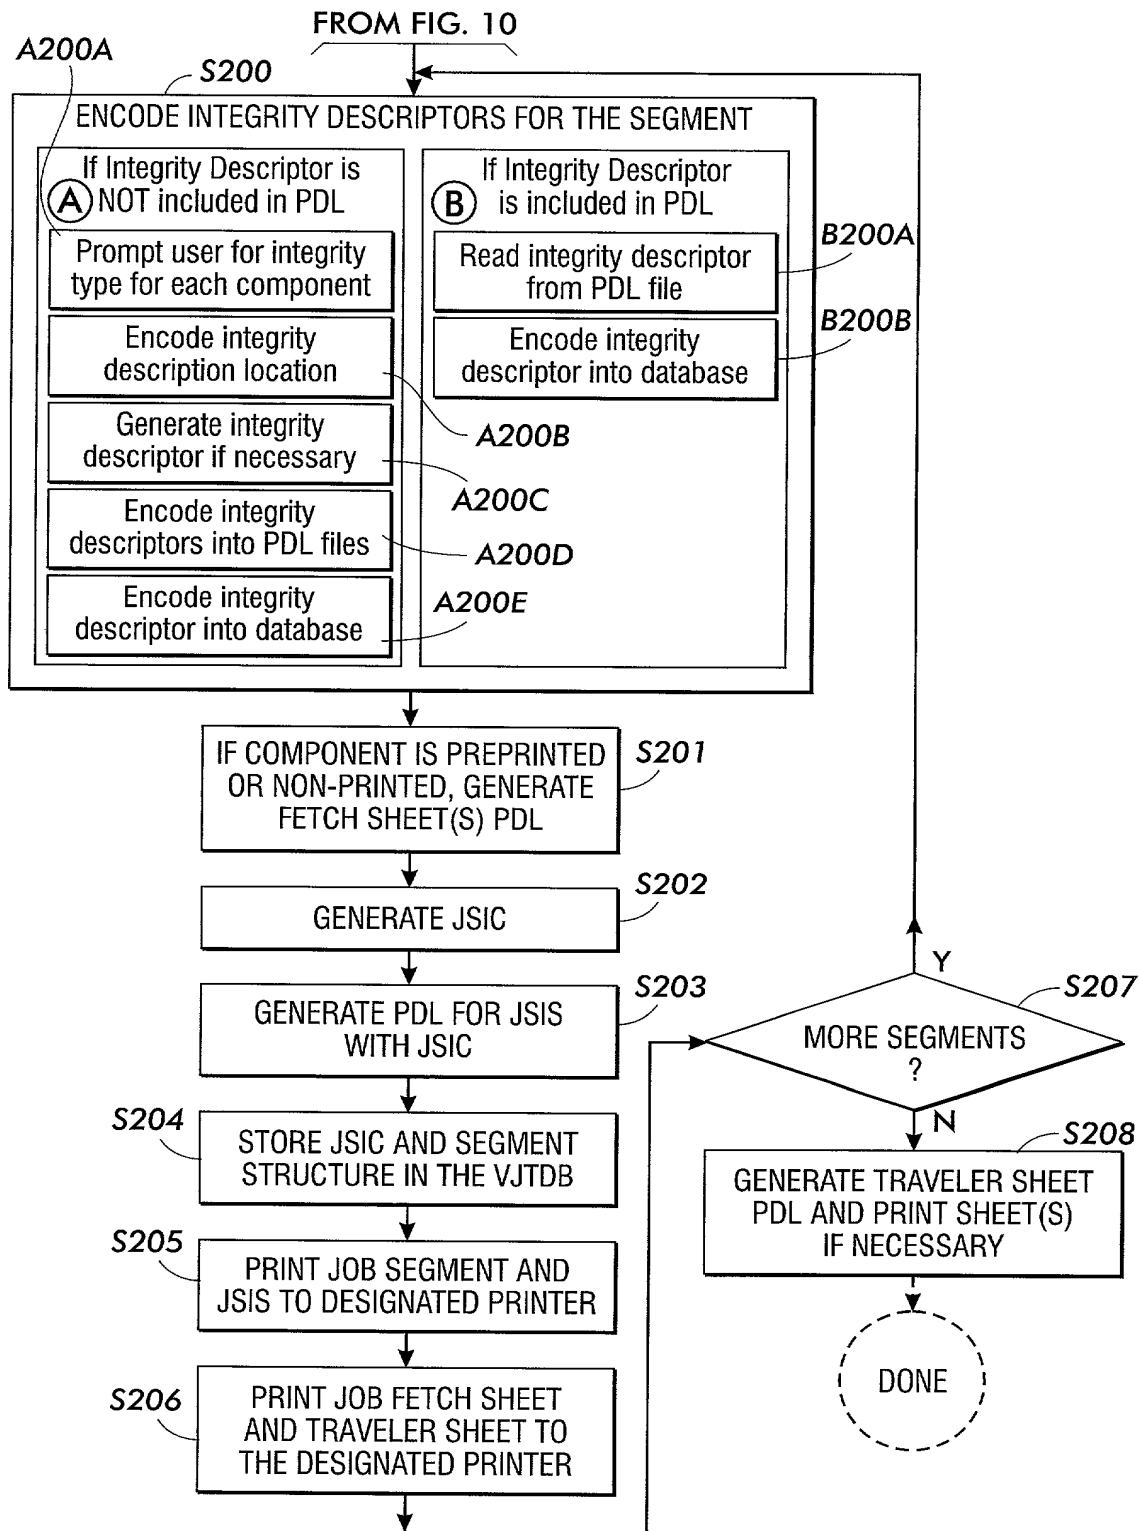 FROM FIG. 10
A200A
S200
ENCODE INTEGRITY DESCRIPTORS FOR THE SEGMENT
If Integrity Descriptor is
A NOT included in PDL
Prompt user for integrity
type for each component
Encode integrity
description location
A200B
Generate integrity
descriptor if necessary
A200C
Encode integrity
descriptors into PDL files
A200D
Encode integrity
descriptor into database
A200E
If Integrity Descriptor
B is included in PDL
Read integrity descriptor
from PDL file
B200A
Encode integrity
descriptor into database
B200B
IF COMPONENT IS PREPRINTED
OR NON-PRINTED, GENERATE
FETCH SHEET(S) PDL
S201
GENERATE JSIC
S202
GENERATE PDL FOR JSIS
WITH JSIC
S203
S204
STORE JSIC AND SEGMENT
STRUCTURE IN THE VJTDB
S205
PRINT JOB SEGMENT AND
JSIS TO DESIGNATED PRINTER
S206
PRINT JOB FETCH SHEET
AND TRAVELER SHEET TO
THE DESIGNATED PRINTER
Y
S207
MORE SEGMENTS
?
N
S208
GENERATE TRAVELER SHEET
PDL AND PRINT SHEET(S)
IF NECESSARY
DONE